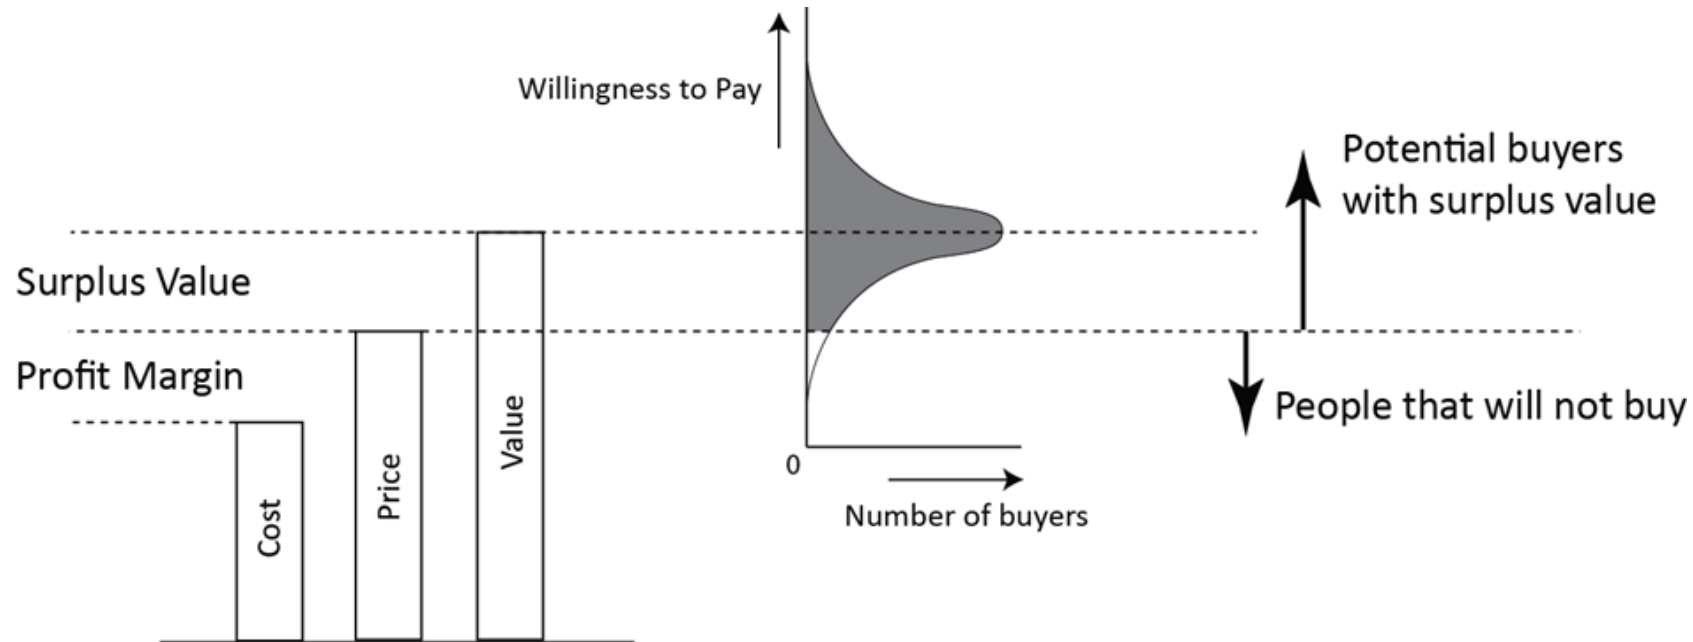 Willingness to Pay
Potential buyers
with surplus value
Surplus Value
Profit Margin
Cost
Price
Value
People that will not buy
0
Number of buyers